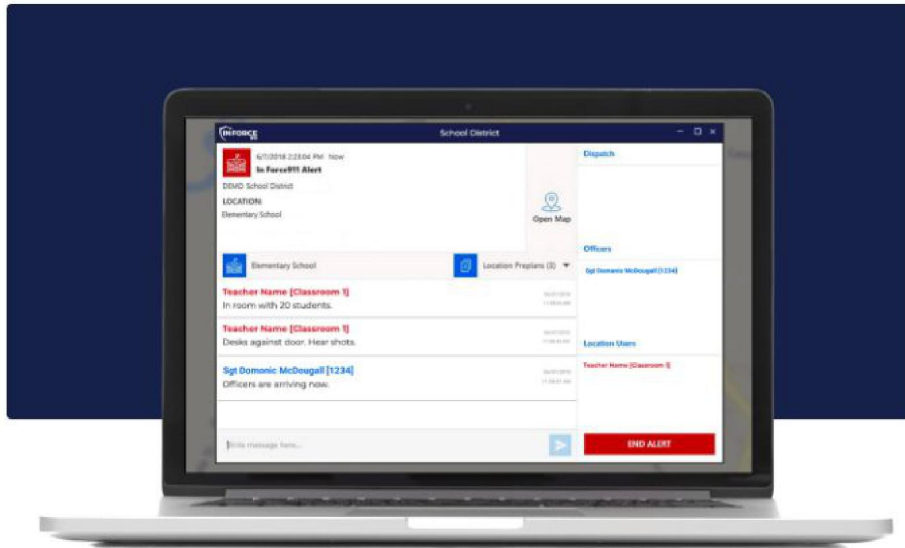 IN FORCE
School District
6/7/2018 2:23:04 PM Now
In Force911 Alert
DEMO School District
LOCATION:
Elementary School
Open Map
Elementary School
Location Preplans (3)
Teacher Name [Classroom 1]
In room with 20 students.
Teacher Name [Classroom 1]
Desks against door. Hear shots.
Sgt Domonic McDougall [1234]
Officers are arriving now.
Write message here...
Dispatch
Officers
Sgt Domonic McDougall [1234]
Location Users
Teacher Name [Classroom 1]
END ALERT